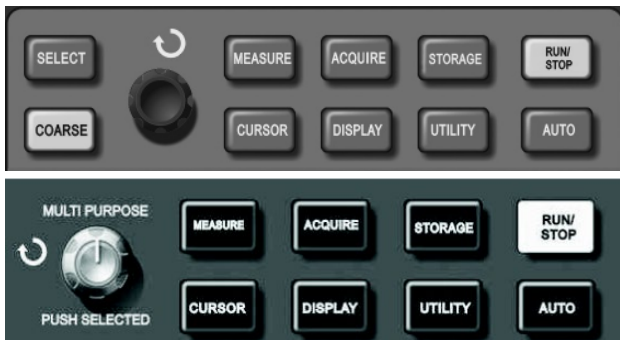 SELECT
MEASURE
ACQUIRE
STORAGE
RUN/
STOP
COARSE
CURSOR
DISPLAY
UTILITY
AUTO
MULTI PURPOSE
MEASURE
ACQUIRE
STORAGE
RUN/
STOP
PUSH SELECTED
CURSOR
DISPLAY
UTILITY
AUTO